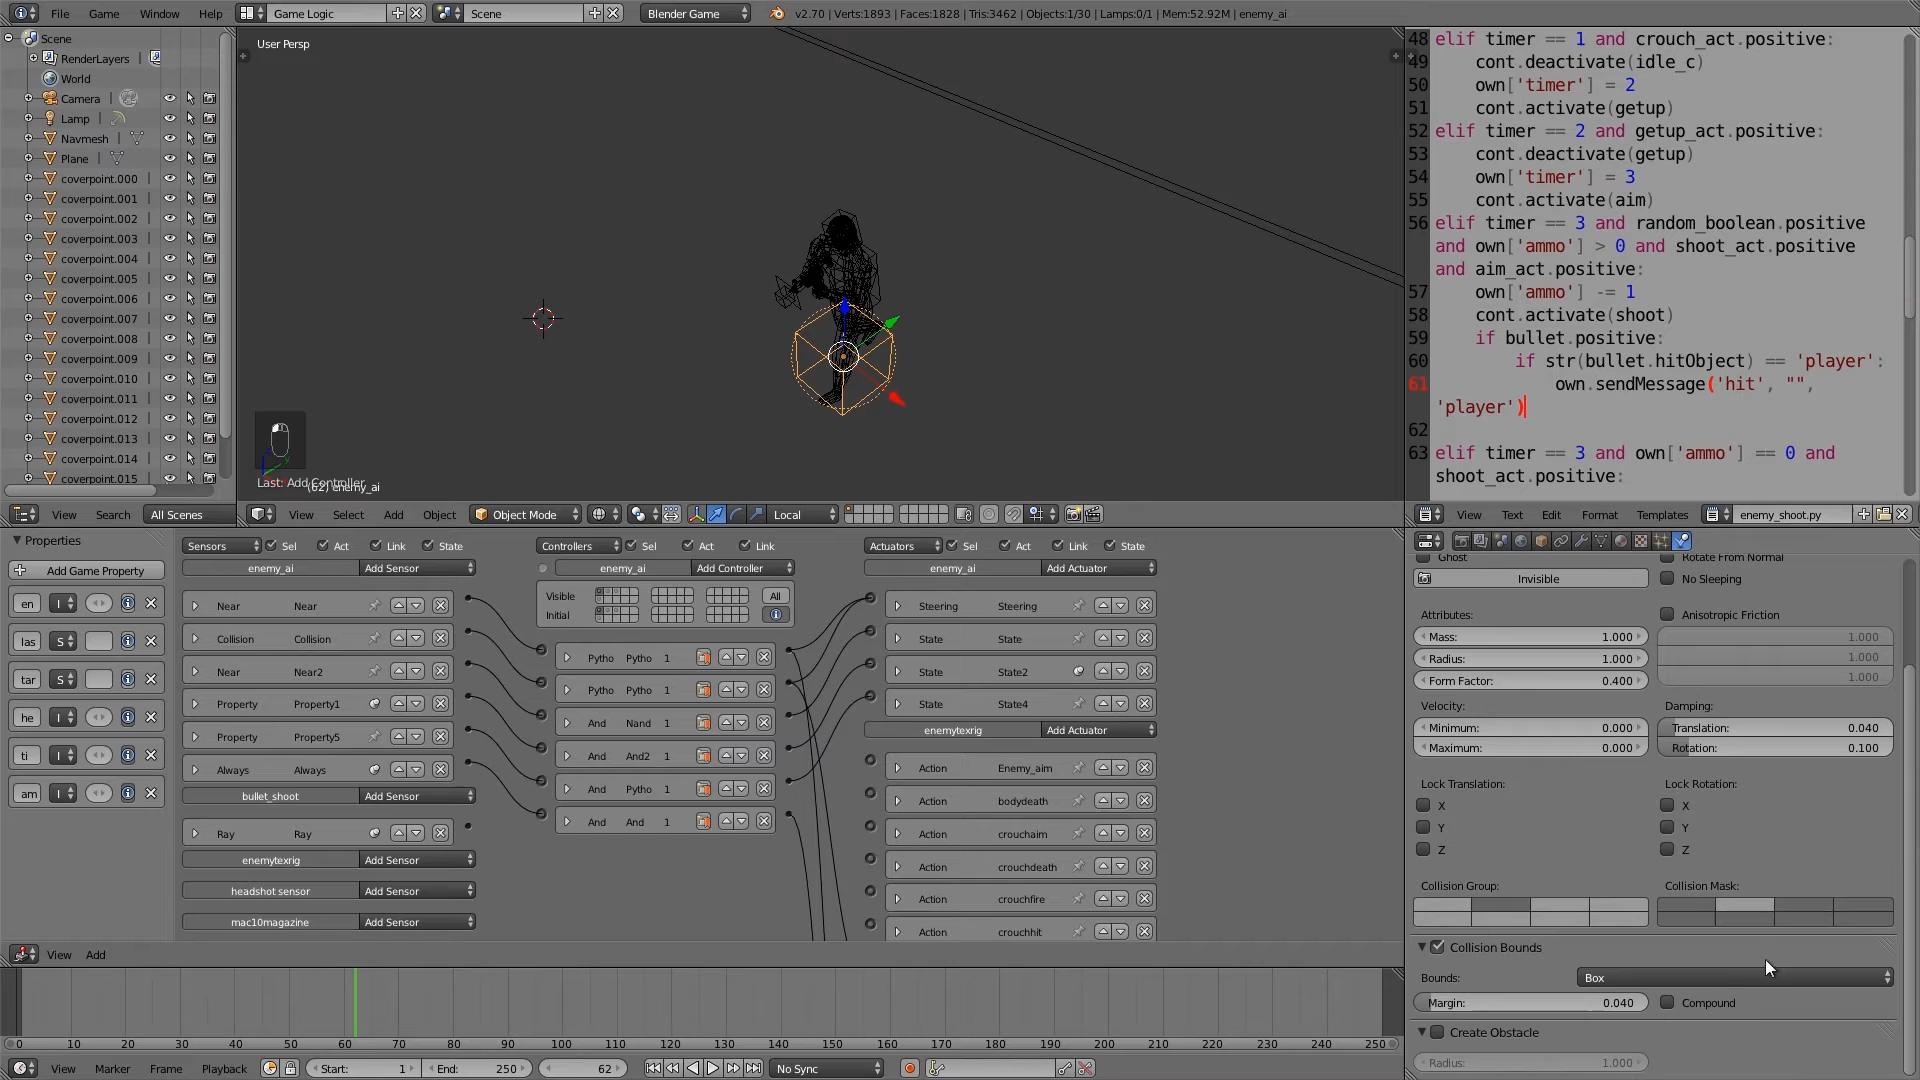 File Game Window Help Game Logic Scene Blender Game v2.70 | Verts:1893 | Faces:1828 | Tris:3462 | Objects:1/30 | Lamps:0/1 | Mem:52.92M | enemy_ai
Scene
RenderLayers
World
Camera
Lamp
Navmesh
Plane
coverpoint.000
coverpoint.001
coverpoint.002
coverpoint.003
coverpoint.004
coverpoint.005
coverpoint.006
coverpoint.007
coverpoint.008
coverpoint.009
coverpoint.010
coverpoint.011
coverpoint.012
coverpoint.013
coverpoint.014
coverpoint.015
View Search All Scenes
User Persp
Last: Add Controller
(62) enemy_ai
View Select Add Object Object Mode Local
48 elif timer == 1 and crouch_act.positive:
49 cont.deactivate(idle_c)
50 own['timer'] = 2
51 cont.activate(getup)
52 elif timer == 2 and getup_act.positive:
53 cont.deactivate(getup)
54 own['timer'] = 3
55 cont.activate(aim)
56 elif timer == 3 and random_boolean.positive
and own['ammo'] > 0 and shoot_act.positive
and aim_act.positive:
57 own['ammo'] -= 1
58 cont.activate(shoot)
59 if bullet.positive:
60 if str(bullet.hitObject) == 'player':
61 own.sendMessage('hit', "",
'player')
62
63 elif timer == 3 and own['ammo'] == 0 and
shoot_act.positive:
View Text Edit Format Templates enemy_shoot.py
Properties
Add Game Property
en I
las S
tar S
he I
ti I
am I
Sensors Sel Act Link State
enemy_ai Add Sensor
Near Near
Collision Collision
Near Near2
Property Property1
Property Property5
Always Always
bullet_shoot Add Sensor
Ray Ray
enemytexrig Add Sensor
headshot sensor Add Sensor
mac10magazine Add Sensor
Controllers Sel Act Link
enemy_ai Add Controller
Visible All
Initial
Pytho Pytho 1
Pytho Pytho 1
And Nand 1
And And2 1
And Pytho 1
And And 1
Actuators Sel Act Link State
enemy_ai Add Actuator
Steering Steering
State State
State State2
State State4
enemytexrig Add Actuator
Action Enemy_aim
Action bodydeath
Action crouchaim
Action crouchdeath
Action crouchfire
Action crouchhit
View Add
Ghost Rotate From Normal
Invisible No Sleeping
Attributes: Anisotropic Friction
Mass: 1.000 1.000
Radius: 1.000 1.000
Form Factor: 0.400 1.000
Velocity: Damping:
Minimum: 0.000 Translation: 0.040
Maximum: 0.000 Rotation: 0.100
Lock Translation: Lock Rotation:
X X
Y Y
Z Z
Collision Group: Collision Mask:
Collision Bounds
Bounds: Box
Margin: 0.040 Compound
Create Obstacle
Radius: 1.000
0 10 20 30 40 50 60 70 80 90 100 110 120 130 140 150 160 170 180 190 200 210 220 230 240 250
View Marker Frame Playback Start: 1 End: 250 62 No Sync